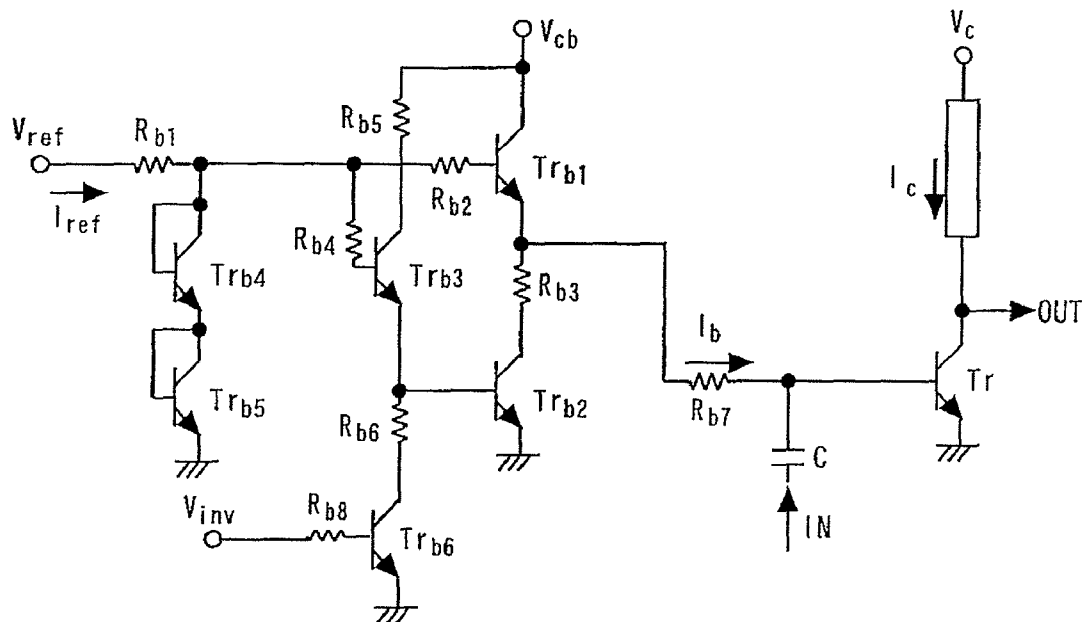 Vcb
Vc
Rb5
Vref
Rb1
Trb1
Rb2
Iref
Ic
Rb4
Trb4
Trb3
Rb3
OUT
Ib
Tr
Trb5
Rb6
Trb2
Rb7
C
Vinv
Rb8
IN
Trb6